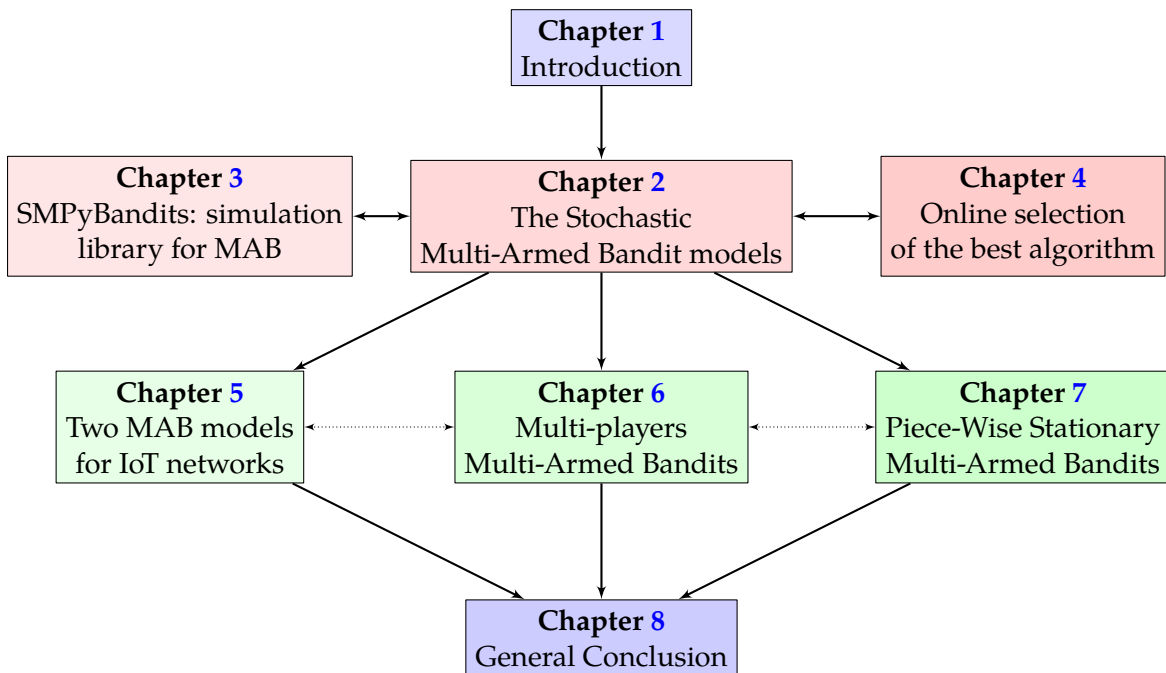 Chapter 1
Introduction
Chapter 3
SMPyBandits: simulation
library for MAB
Chapter 2
The Stochastic
Multi-Armed Bandit models
Chapter 4
Online selection
of the best algorithm
Chapter 5
Two MAB models
for IoT networks
Chapter 6
Multi-players
Multi-Armed Bandits
Chapter 7
Piece-Wise Stationary
Multi-Armed Bandits
Chapter 8
General Conclusion